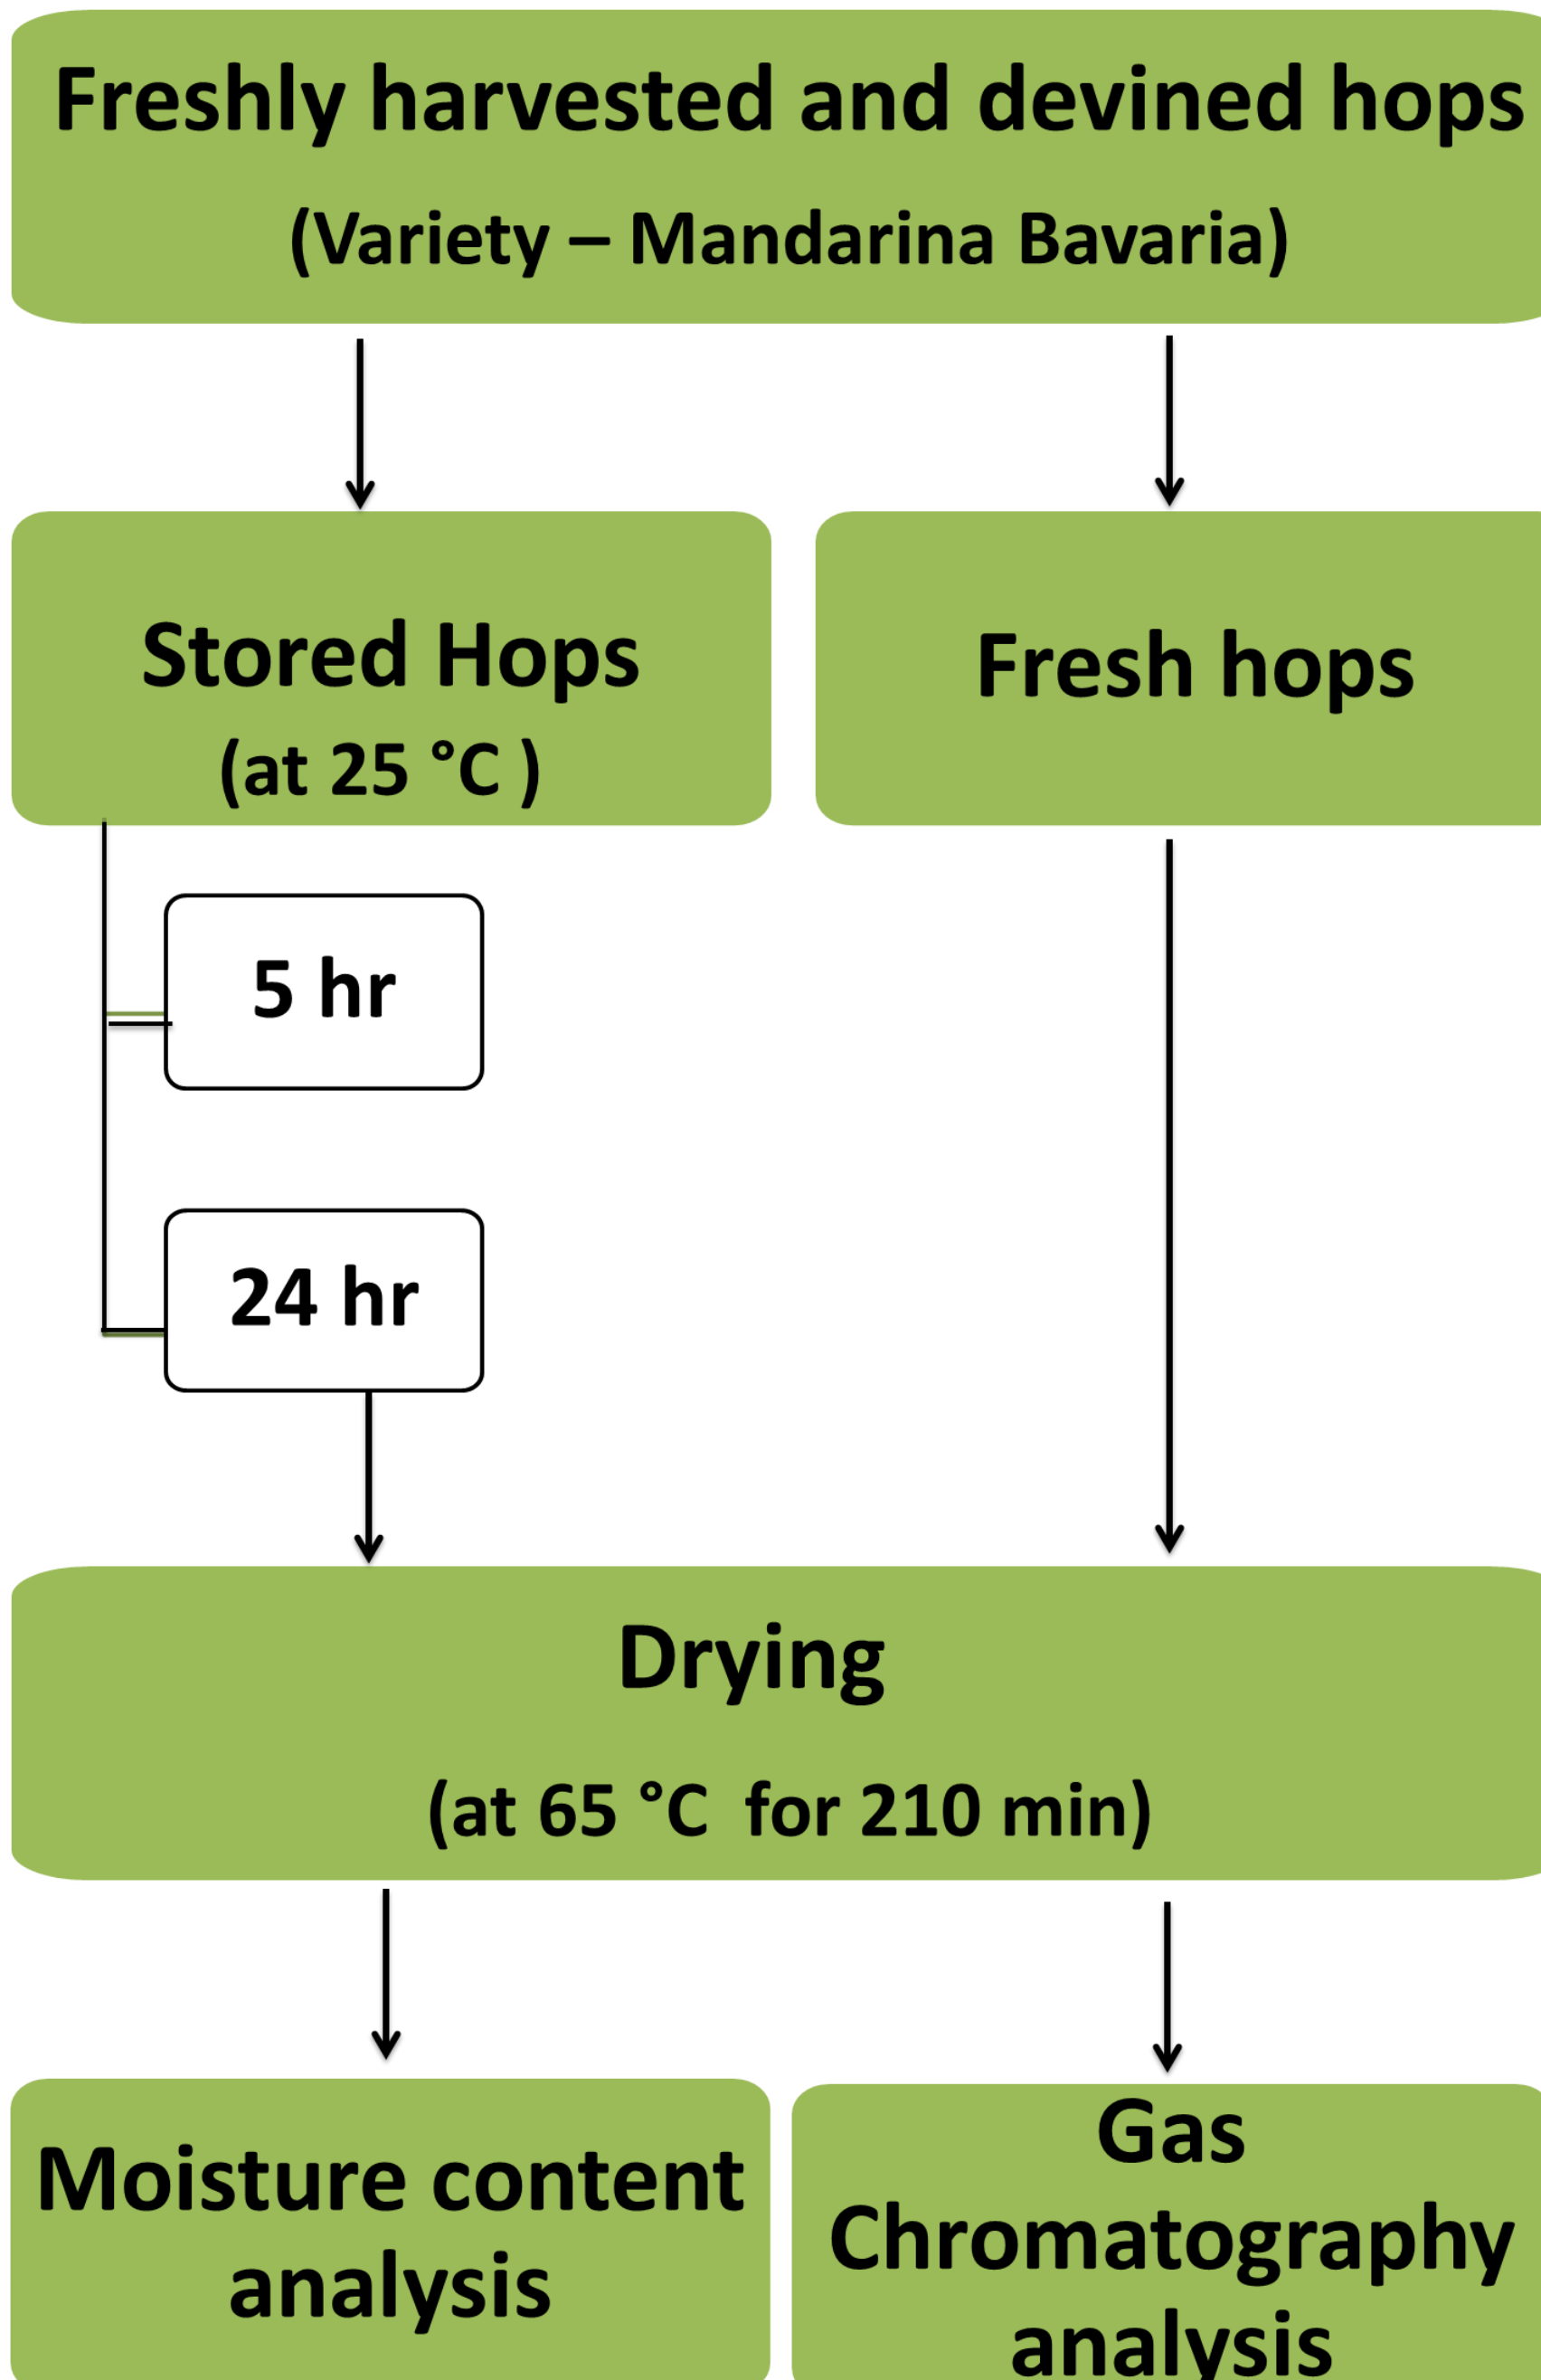 Freshly harvested and devined hops
(Variety – Mandarina Bavaria)
Stored Hops
(at 25 °C )
Fresh hops
5 hr
24 hr
Drying
(at 65 °C  for 210 min)
Moisture content
analysis
Gas
Chromatography
analysis